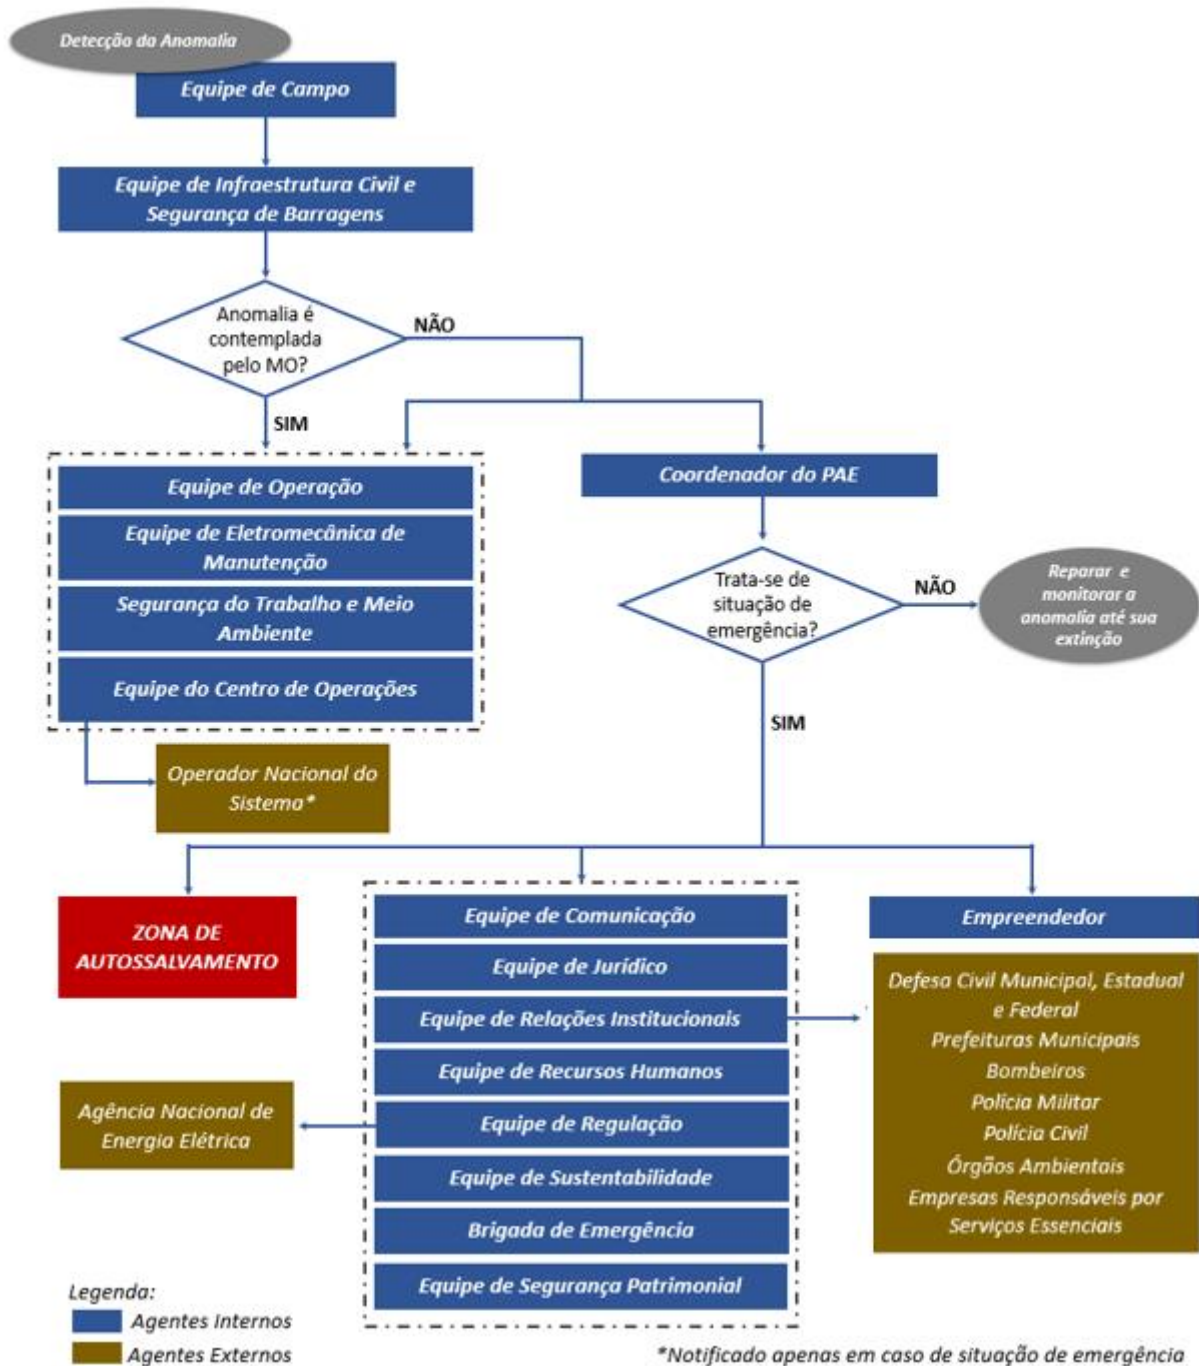 Detecção da Anomalia
Equipe de Campo
Equipe de Infraestrutura Civil e
Segurança de Barragens
Anomalia é
contemplada
pelo MO?
NÃO
SIM
Equipe de Operação
Equipe de Eletromecânica de
Manutenção
Segurança do Trabalho e Meio
Ambiente
Equipe do Centro de Operações
Operador Nacional do
Sistema*
Coordenador do PAE
Trata-se de
situação de
emergência?
NÃO
Reparar e
monitorar a
anomalia até sua
extinção
SIM
ZONA DE
AUTOSSALVAMENTO
Equipe de Comunicação
Equipe de Jurídico
Equipe de Relações Institucionais
Equipe de Recursos Humanos
Equipe de Regulação
Equipe de Sustentabilidade
Brigada de Emergência
Equipe de Segurança Patrimonial
Agência Nacional de
Energia Elétrica
Empreendedor
Defesa Civil Municipal, Estadual
e Federal
Prefeituras Municipais
Bombeiros
Polícia Militar
Polícia Civil
Órgãos Ambientais
Empresas Responsáveis por
Serviços Essenciais
Legenda:
Agentes Internos
Agentes Externos
*Notificado apenas em caso de situação de emergência